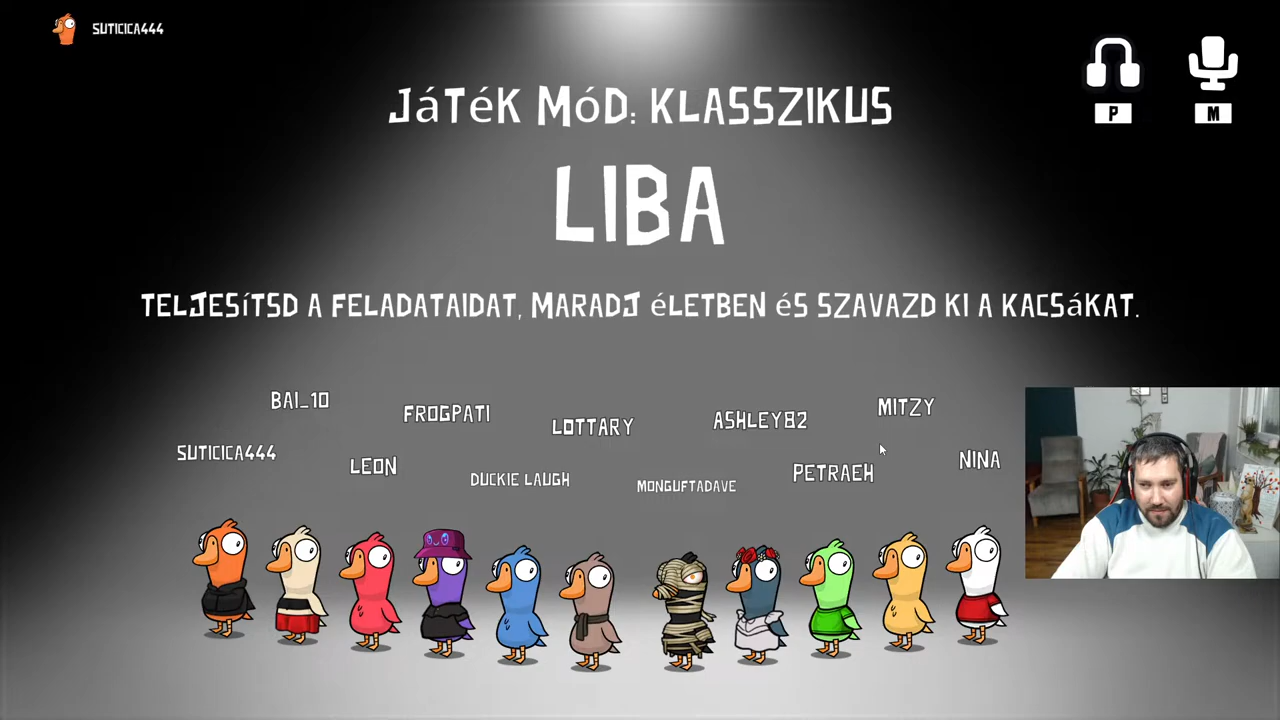 SUTICICA444
P M
JÁTÉK MÓD: KLASSZIKUS
LIBA
TELJESÍTSD A FELADATAIDAT, MARADJ ÉLETBEN ÉS SZAVAZD KI A KACSÁKAT.
BAI_10 FROGPATI LOTTARY ASHLEY82 MITZY
SUTICICA444 LEON DUCKIE LAUGH MONGUFTADAVE PETRAEH NINA